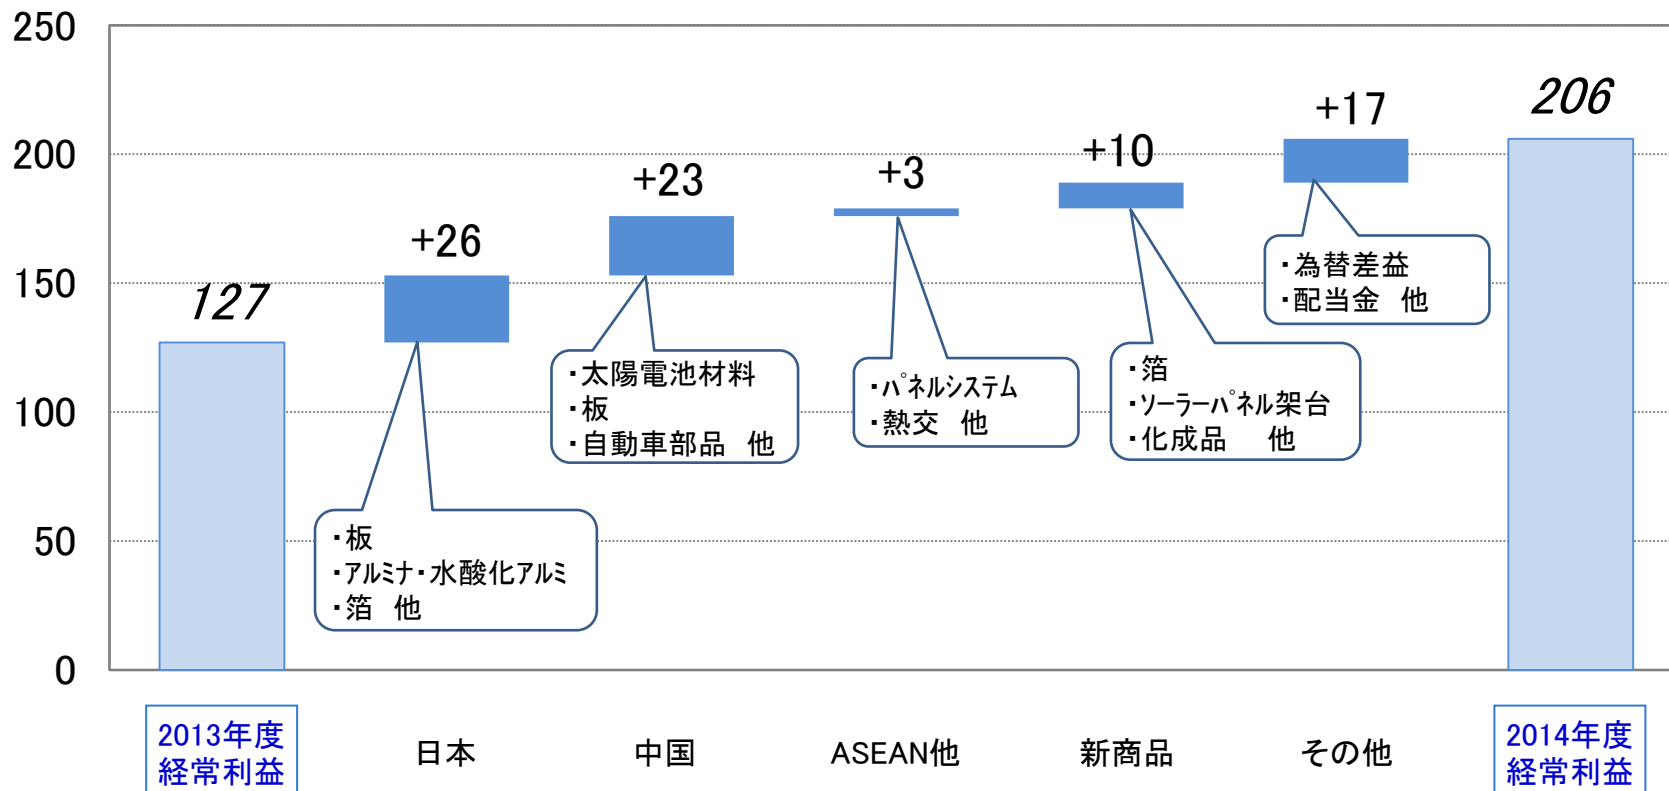 250
200
150
100
50
0
127
+26
+23
+3
+10
+17
206
・板
・アルミナ・水酸化アルミ
・箔　他
・太陽電池材料
・板
・自動車部品　他
・パネルシステム
・熱交　他
・箔
・ソーラーパネル架台
・化成品　　他
・為替差益
・配当金　他
2013年度
経常利益
日本
中国
ASEAN他
新商品
その他
2014年度
経常利益